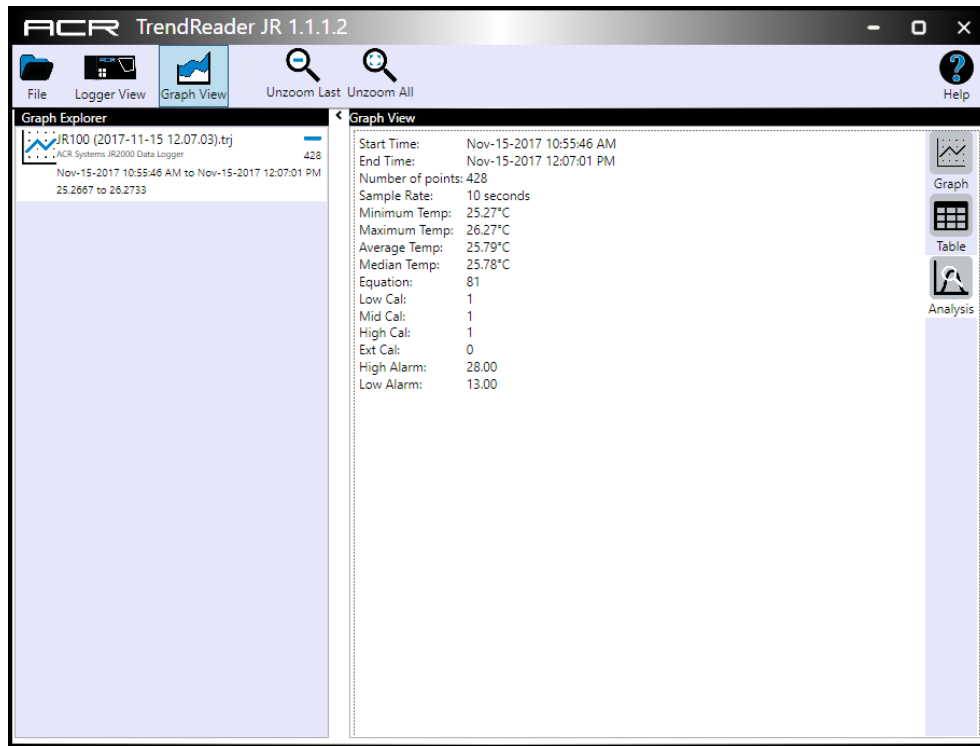 ACR TrendReader JR 1.1.1.2
File
Logger View
Graph View
Unzoom Last
Unzoom All
Help
Graph Explorer
JR100 (2017-11-15 12.07.03).trj
ACR Systems JR2000 Data Logger
428
Nov-15-2017 10:55:46 AM to Nov-15-2017 12:07:01 PM
25.2667 to 26.2733
Graph View
Start Time: Nov-15-2017 10:55:46 AM
End Time: Nov-15-2017 12:07:01 PM
Number of points: 428
Sample Rate: 10 seconds
Minimum Temp: 25.27°C
Maximum Temp: 26.27°C
Average Temp: 25.79°C
Median Temp: 25.78°C
Equation: 81
Low Cal: 1
Mid Cal: 1
High Cal: 1
Ext Cal: 0
High Alarm: 28.00
Low Alarm: 13.00
Graph
Table
Analysis